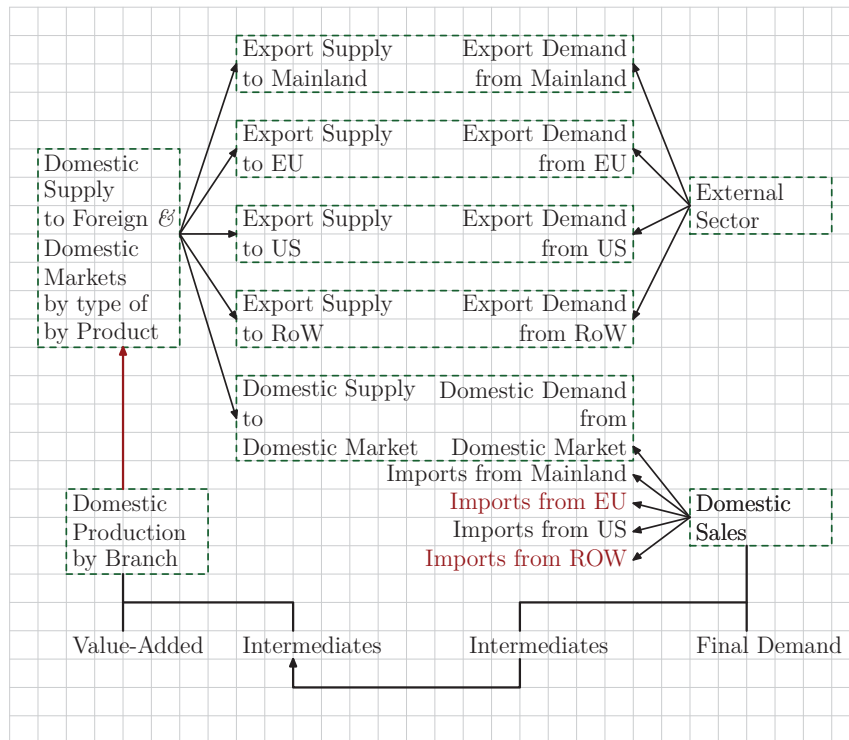 Export Supply
to Mainland
Export Demand
from Mainland
Export Supply
to EU
Export Demand
from EU
Domestic
Supply
to Foreign &
Domestic
Markets
by type of
by Product
External
Sector
Export Supply
to US
Export Demand
from US
Export Supply
to RoW
Export Demand
from RoW
Domestic Supply
to
Domestic Market
Domestic Demand
from
Domestic Market
Imports from Mainland
Imports from EU
Imports from US
Imports from ROW
Domestic
Production
by Branch
Domestic
Sales
Value-Added
Intermediates
Intermediates
Final Demand